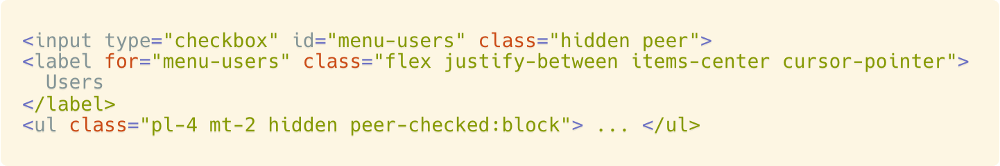 <input type="checkbox" id="menu-users" class="hidden peer">
<label for="menu-users" class="flex justify-between items-center cursor-pointer">
  Users
</label>
<ul class="pl-4 mt-2 hidden peer-checked:block"> ... </ul>